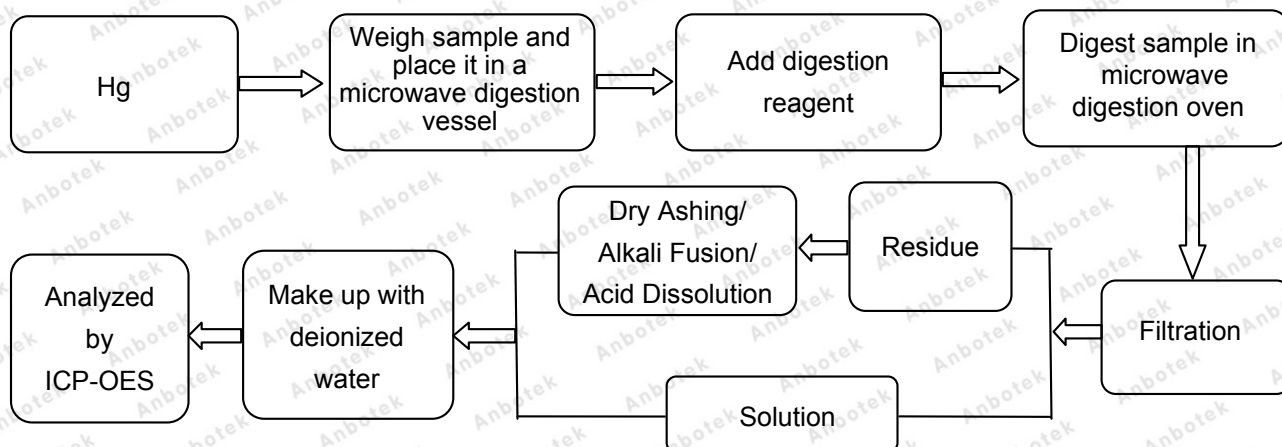 Hg
Weigh sample and
place it in a
microwave digestion
vessel
Add digestion
reagent
Digest sample in
microwave
digestion oven
Filtration
Residue
Dry Ashing/
Alkali Fusion/
Acid Dissolution
Solution
Make up with
deionized
water
Analyzed
by
ICP-OES
Anbotek